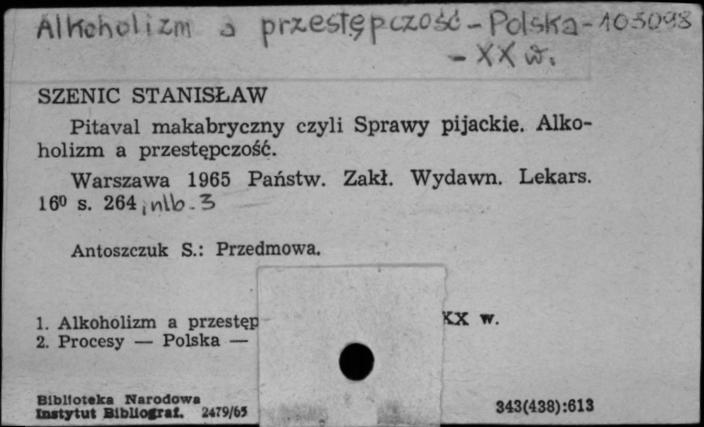 Alkoholizm a przestępczość - Polska - 105098
- XX w.
SZENIC STANISŁAW
Pitaval makabryczny czyli Sprawy pijackie. Alko-
holizm a przestępczość.
Warszawa 1965 Państw. Zakł. Wydawn. Lekars.
16⁰ s. 264, nlb. 3
Antoszczuk S.: Przedmowa.
1. Alkoholizm a przestęp XX w.
2. Procesy — Polska —
Biblioteka Narodowa
Instytut Bibliograf. 2479/65 343(438):613